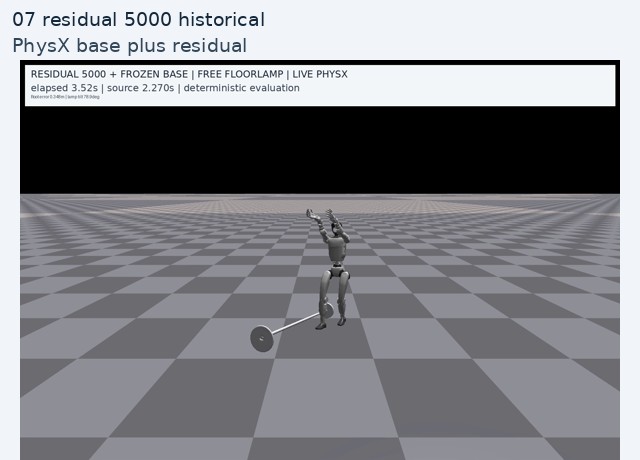 07 residual 5000 historical
PhysX base plus residual
RESIDUAL 5000 + FROZEN BASE | FREE FLOORLAMP | LIVE PHYSX
elapsed 3.52s | source 2.270s | deterministic evaluation